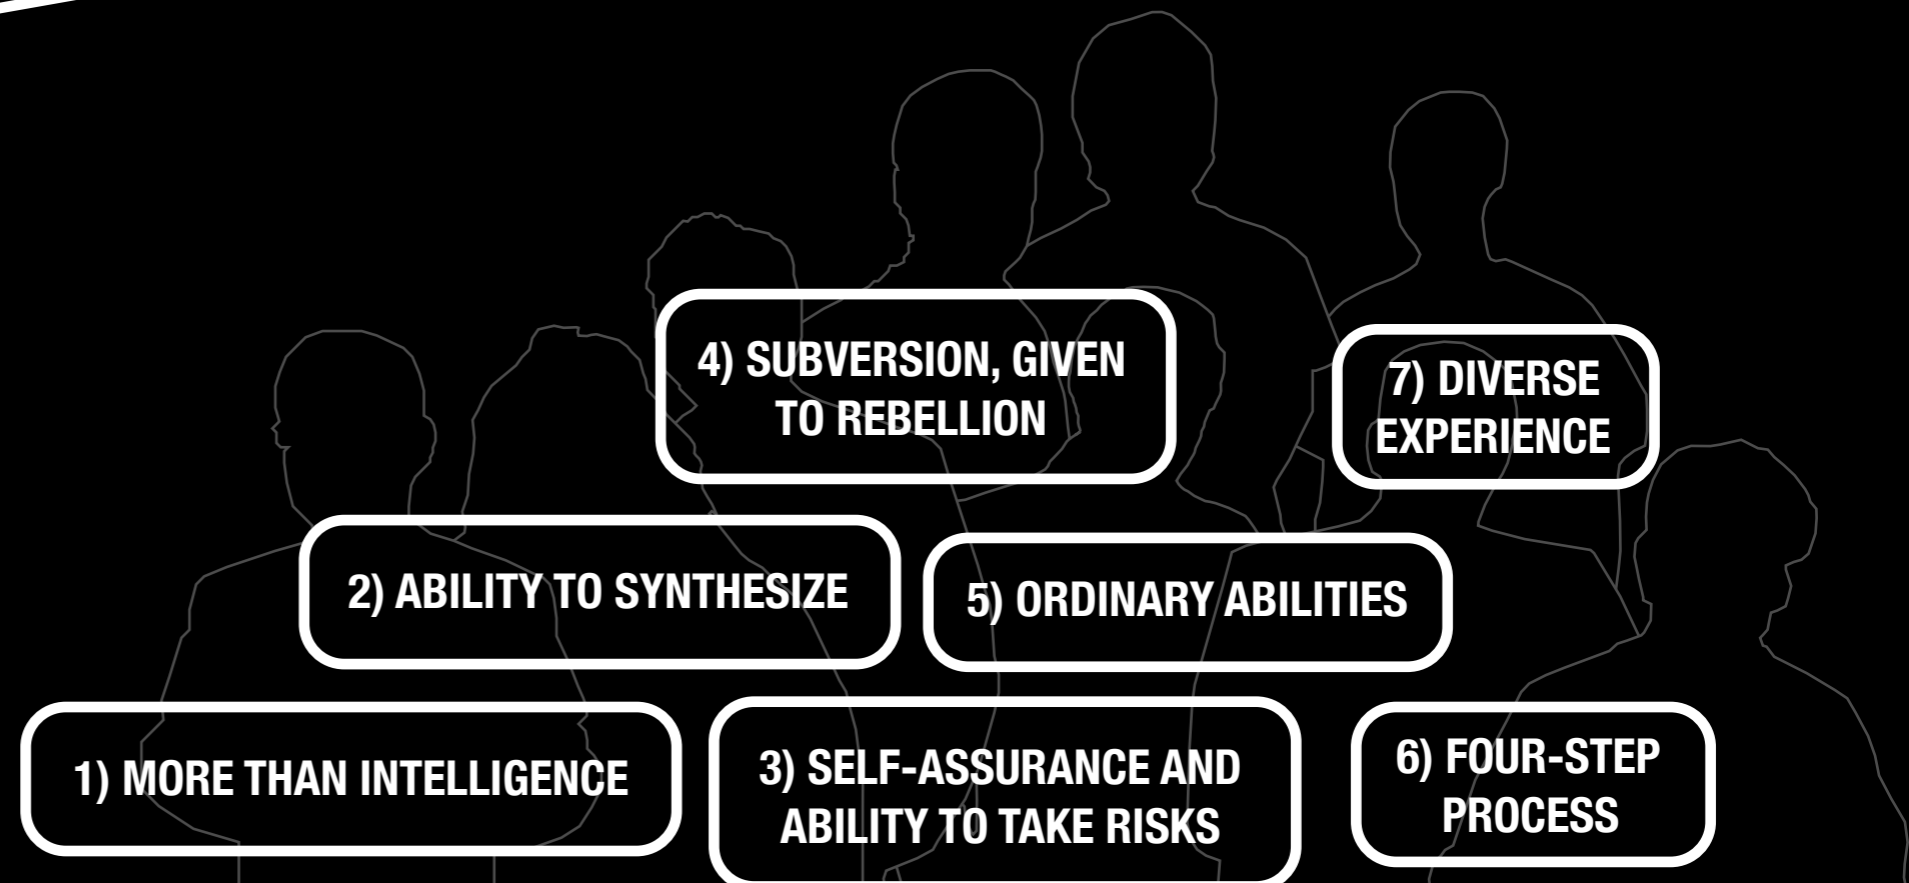 4) SUBVERSION, GIVEN
TO REBELLION
7) DIVERSE
EXPERIENCE
2) ABILITY TO SYNTHESIZE
5) ORDINARY ABILITIES
1) MORE THAN INTELLIGENCE
3) SELF-ASSURANCE AND
ABILITY TO TAKE RISKS
6) FOUR-STEP
PROCESS